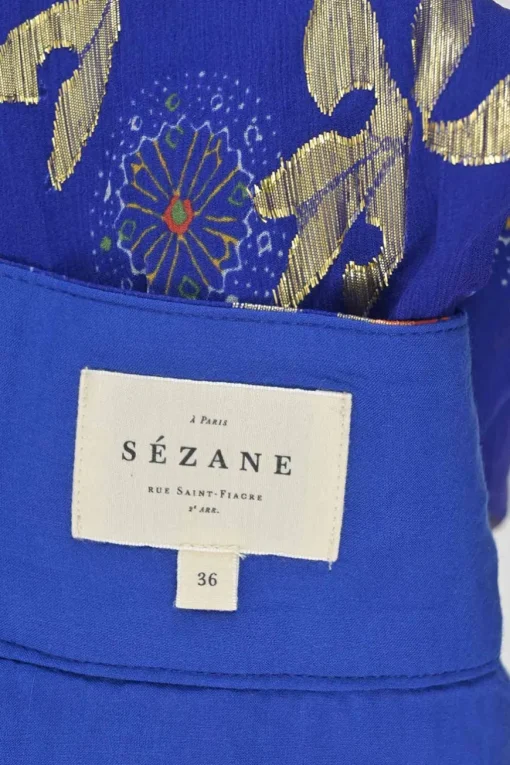 À Paris
SÉZANE
rue Saint-Fiacre
2e Arr.
36